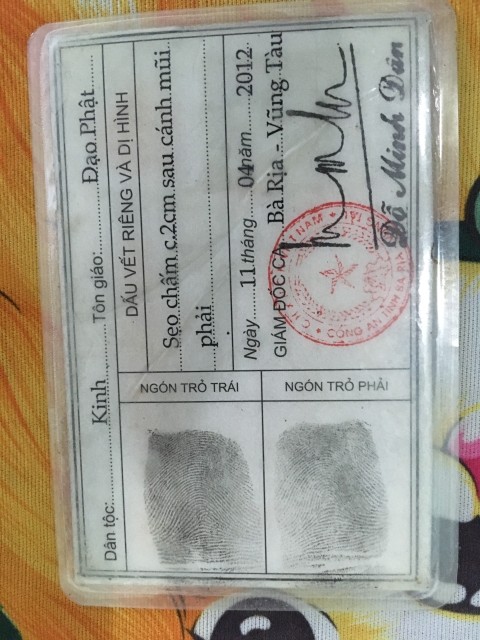 Dân tộc: Kinh Tôn giáo: Đạo Phật
DẤU VẾT RIÊNG VÀ DỊ HÌNH
Sẹo chấm c.2cm sau cánh mũi
phải
Ngày 11 tháng 04 năm 2012
GIÁM ĐỐC CA Bà Rịa - Vũng Tàu
CÔNG AN TỈNH BÀ RỊA
Đỗ Minh Dân
NGÓN TRỎ TRÁI
NGÓN TRỎ PHẢI